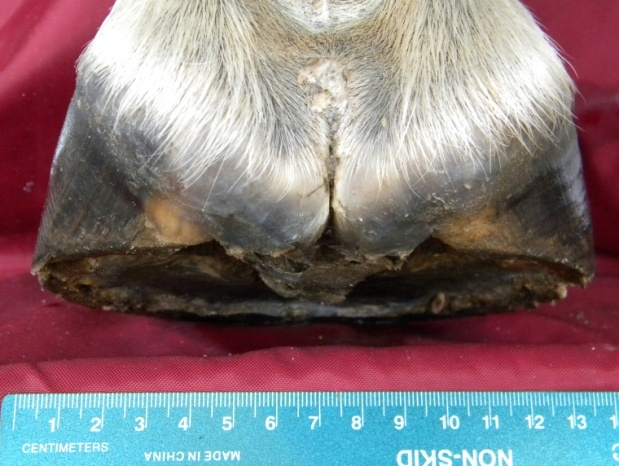 1 2 3 4 5 6 7 8 9 10 11 12 13
CENTIMETERS MADE IN CHINA NON-SKID